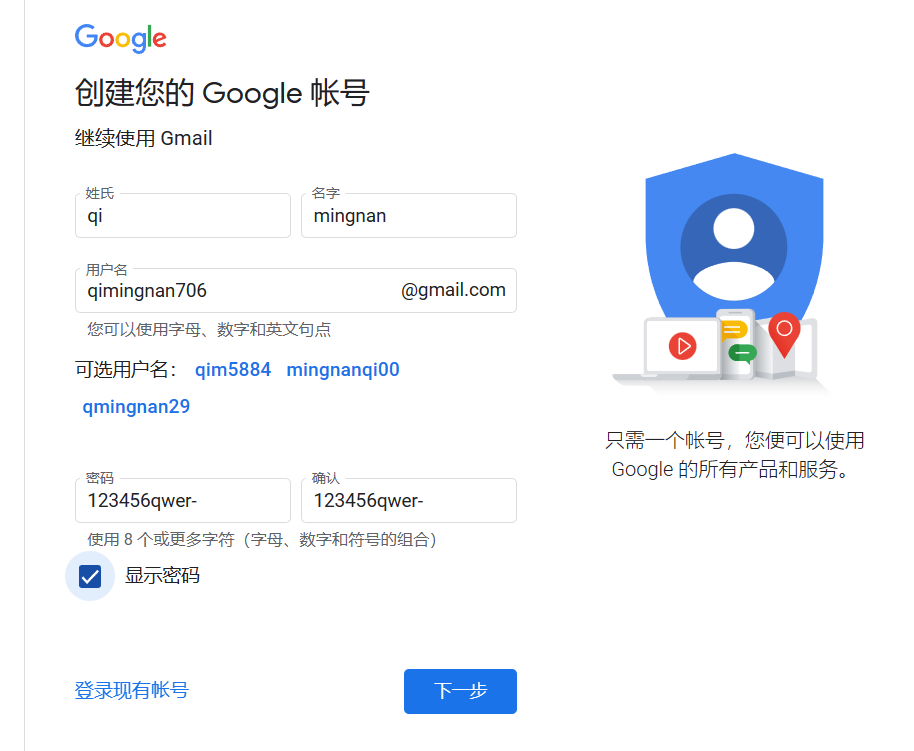 Google
创建您的 Google 帐号
继续使用 Gmail
姓氏
qi
名字
mingnan
用户名
qimingnan706
@gmail.com
您可以使用字母、数字和英文句点
可选用户名： qim5884 mingnanqi00
qmingnan29
密码
123456qwer-
确认
123456qwer-
使用 8 个或更多字符（字母、数字和符号的组合）
显示密码
登录现有帐号
下一步
只需一个帐号，您便可以使用
Google 的所有产品和服务。